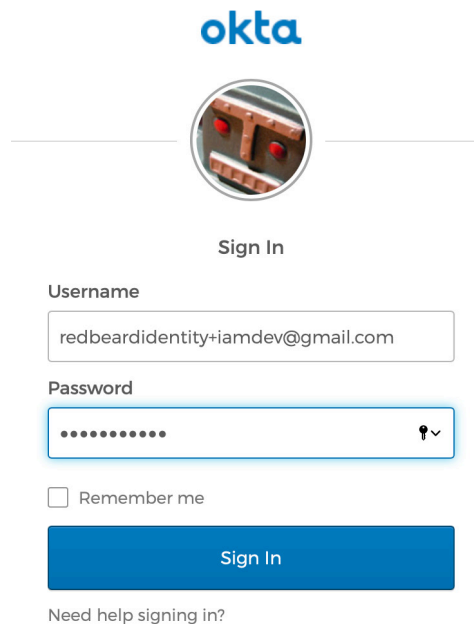 okta
Sign In
Username
redbeardidentity+iamdev@gmail.com
Password
•••••••••••
Remember me
Sign In
Need help signing in?